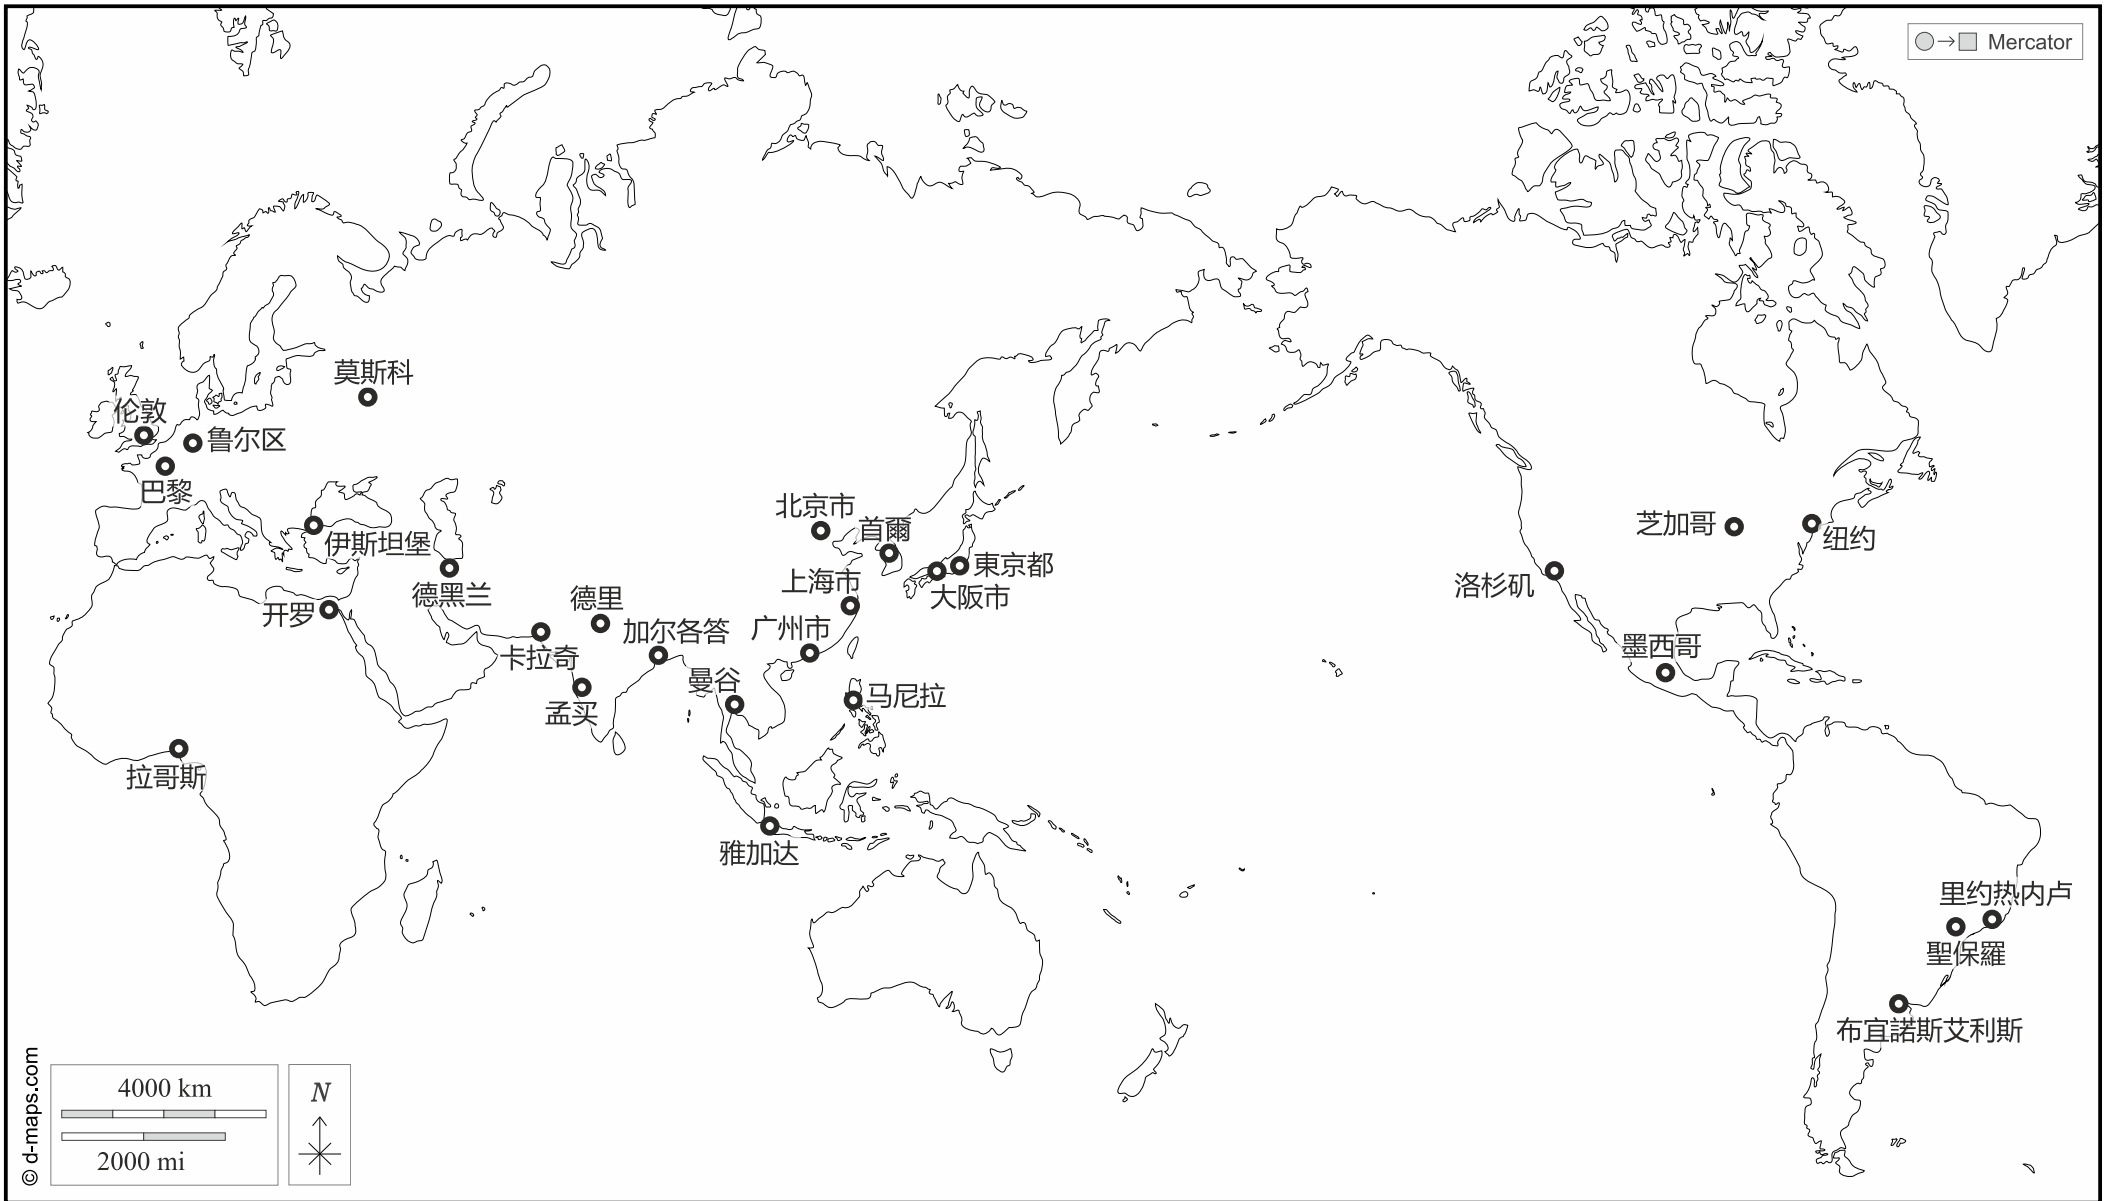 Mercator
莫斯科
伦敦
鲁尔区
巴黎
伊斯坦堡
德黑兰
开罗
卡拉奇
德里
加尔各答
孟买
曼谷
拉哥斯
北京市
首爾
上海市
東京都
大阪市
广州市
马尼拉
雅加达
芝加哥
纽约
洛杉矶
墨西哥
里约热内卢
聖保羅
布宜諾斯艾利斯
© d-maps.com
4000 km
2000 mi
N